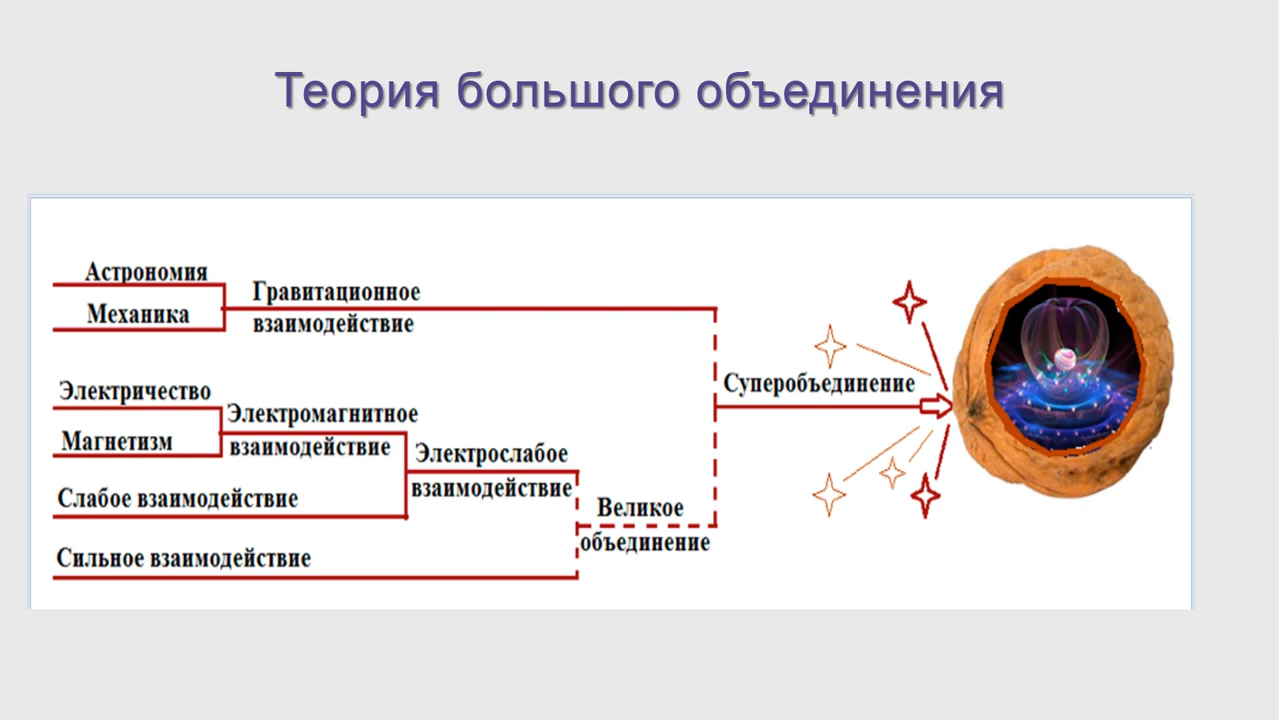 Теория большого объединения
Астрономия
Механика
Гравитационное
взаимодействие
Электричество
Магнетизм
Электромагнитное
взаимодействие
Слабое взаимодействие
Электрослабое
взаимодействие
Сильное взаимодействие
Великое
объединение
Суперобъединение